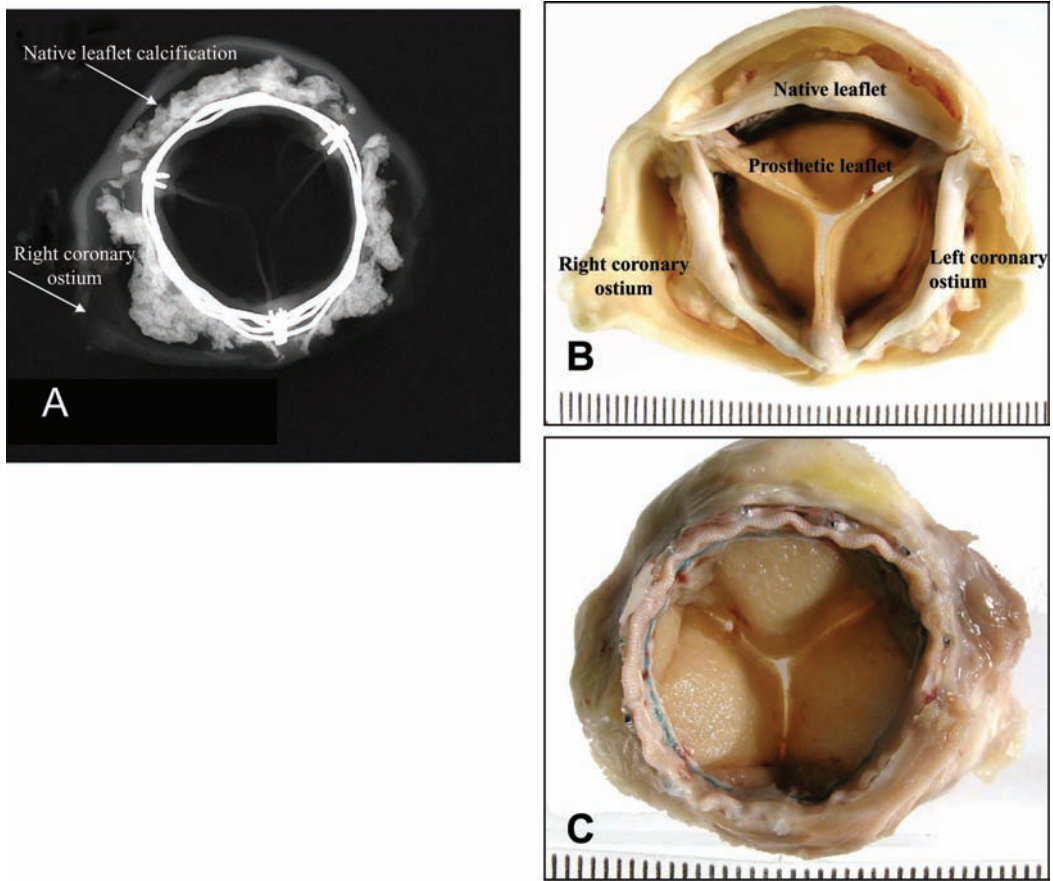 Native leaflet calcification
Right coronary
ostium
A
Native leaflet
Prosthetic leaflet
Right coronary
ostium
Left coronary
ostium
B
C